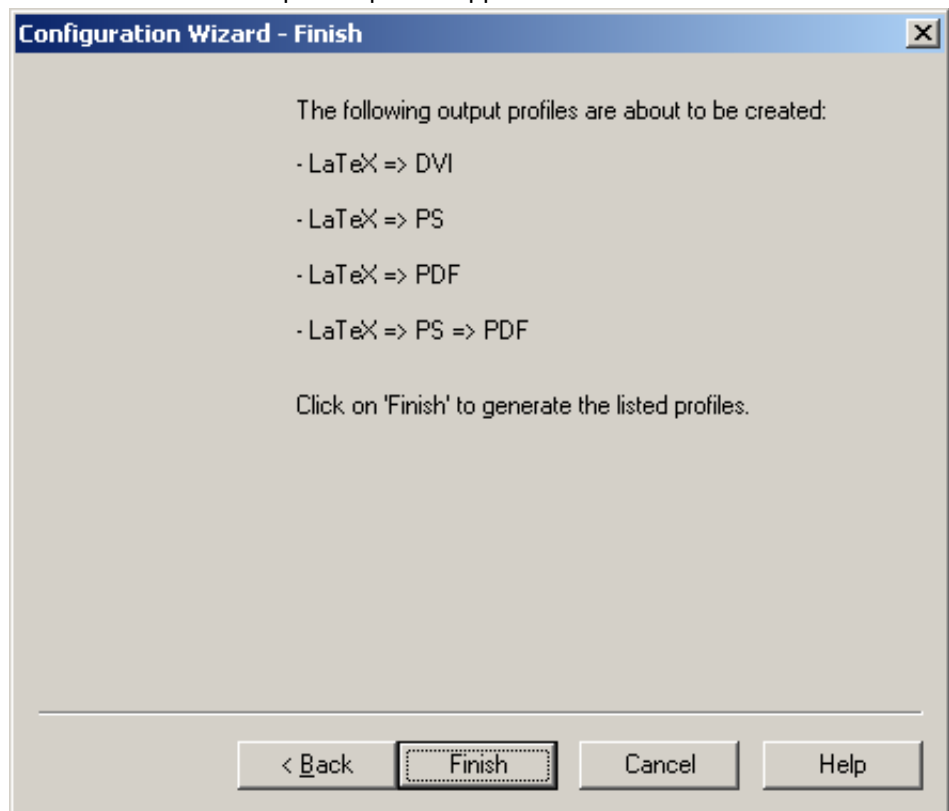 Configuration Wizard - Finish
The following output profiles are about to be created:
- LaTeX => DVI
- LaTeX => PS
- LaTeX => PDF
- LaTeX => PS => PDF
Click on 'Finish' to generate the listed profiles.
< Back Finish Cancel Help